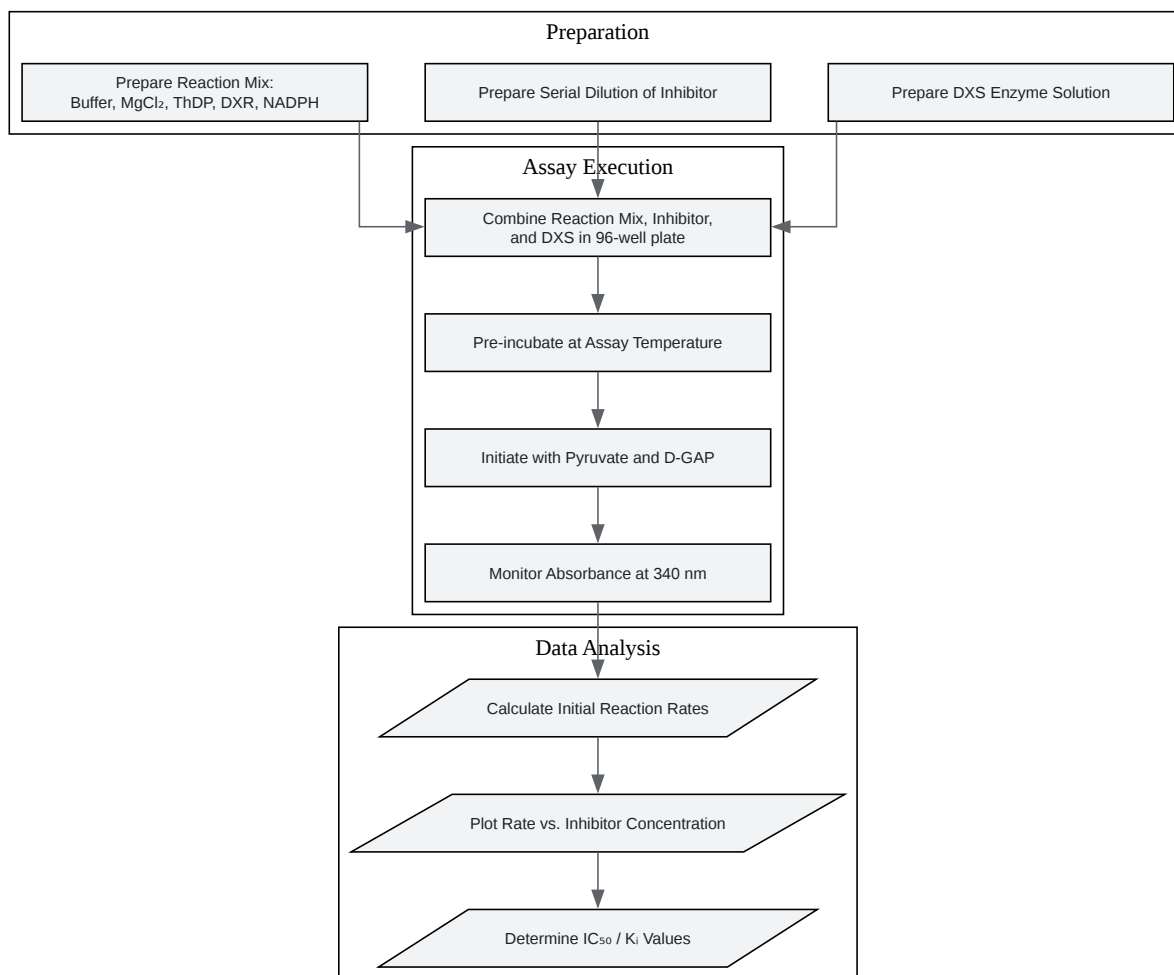 Preparation
Prepare Reaction Mix:
Buffer, MgCl₂, ThDP, DXR, NADPH
Prepare Serial Dilution of Inhibitor
Prepare DXS Enzyme Solution
Assay Execution
Combine Reaction Mix, Inhibitor,
and DXS in 96-well plate
Pre-incubate at Assay Temperature
Initiate with Pyruvate and D-GAP
Monitor Absorbance at 340 nm
Data Analysis
Calculate Initial Reaction Rates
Plot Rate vs. Inhibitor Concentration
Determine IC₅₀ / Kᵢ Values